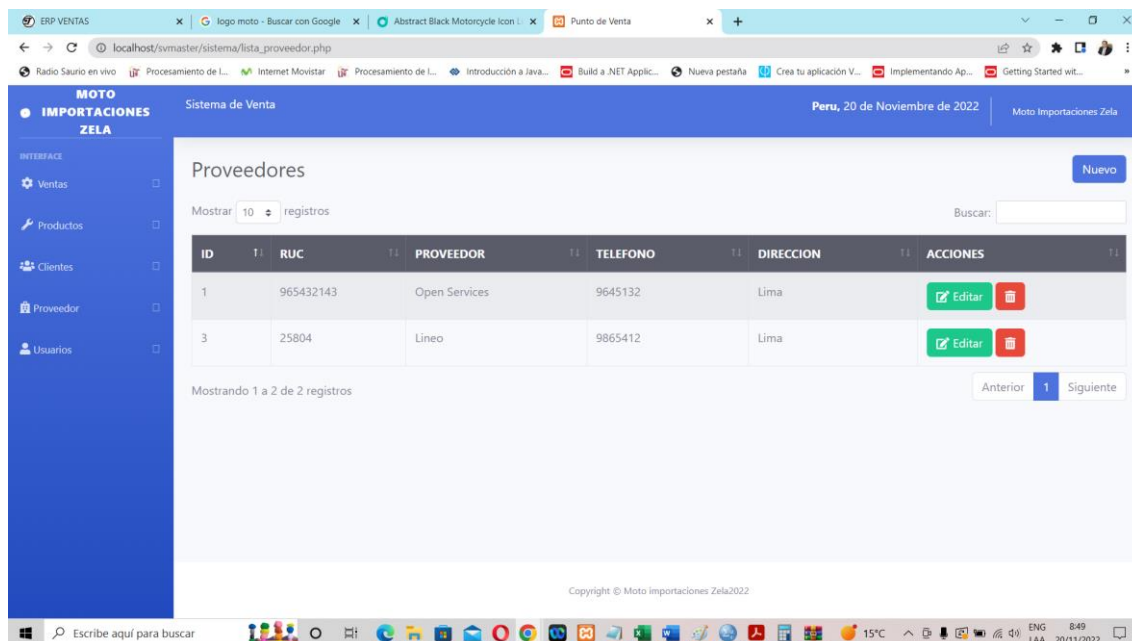 ERP VENTAS
logo moto - Buscar con Google
Abstract Black Motorcycle Icon L
Punto de Venta
localhost/svmaster/sistema/lista_proveedor.php
Radio Saurio en vivo
Procesamiento de I...
Internet Movistar
Procesamiento de I...
Introducción a Java...
Build a .NET Applic...
Nueva pestaña
Crea tu aplicación V...
Implementando Ap...
Getting Started wit...
MOTO
IMPORTACIONES
ZELA
Sistema de Venta
Peru, 20 de Noviembre de 2022
Moto Importaciones Zela
INTERFACE
Ventas
Productos
Clientes
Proveedor
Usuarios
Proveedores
Nuevo
Mostrar 10 registros
Buscar:
ID RUC PROVEEDOR TELEFONO DIRECCION ACCIONES
1 965432143 Open Services 9645132 Lima Editar
3 25804 Lineo 9865412 Lima Editar
Mostrando 1 a 2 de 2 registros
Anterior 1 Siguiente
Copyright © Moto importaciones Zela2022
Escribe aquí para buscar
15°C
ENG
LAA
8:49
20/11/2022